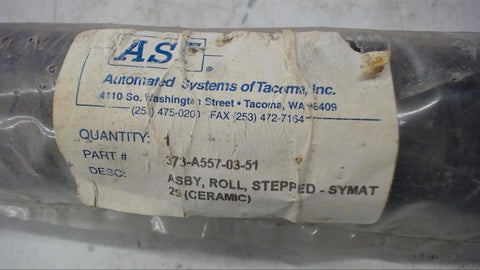 AST®
Automated Systems of Tacoma, Inc.
4110 So. Washington Street • Tacoma, WA 98409
(253) 475-0200 FAX (253) 472-7164
QUANTITY: 1
PART # 373-A557-03-51
DESC: ASBY, ROLL, STEPPED - SYMAT
25 (CERAMIC)